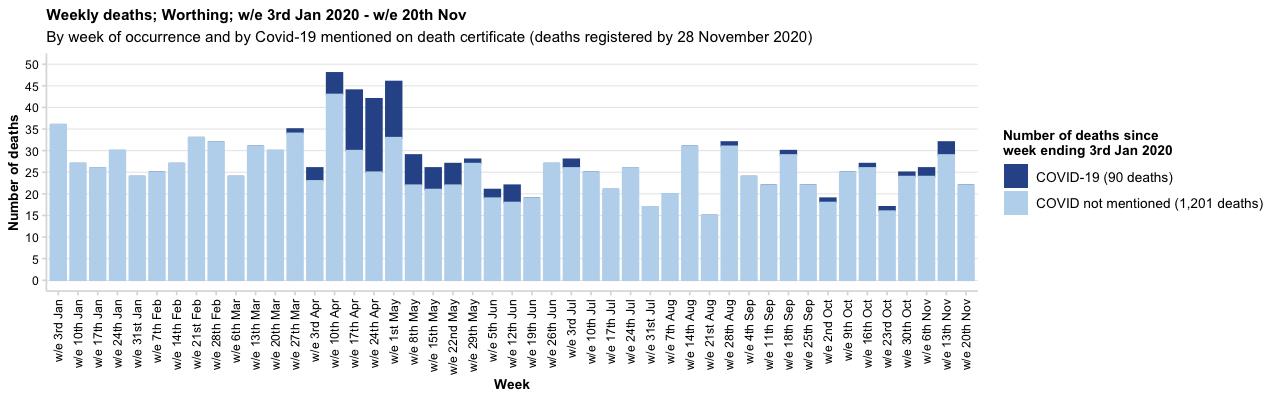 Weekly deaths; Worthing; w/e 3rd Jan 2020 - w/e 20th Nov
By week of occurrence and by Covid-19 mentioned on death certificate (deaths registered by 28 November 2020)
Number of deaths
50
45
40
35
30
25
20
15
10
5
0
w/e 3rd Jan
w/e 10th Jan
w/e 17th Jan
w/e 24th Jan
w/e 31st Jan
w/e 7th Feb
w/e 14th Feb
w/e 21st Feb
w/e 28th Feb
w/e 6th Mar
w/e 13th Mar
w/e 20th Mar
w/e 27th Mar
w/e 3rd Apr
w/e 10th Apr
w/e 17th Apr
w/e 24th Apr
w/e 1st May
w/e 8th May
w/e 15th May
w/e 22nd May
w/e 29th May
w/e 5th Jun
w/e 12th Jun
w/e 19th Jun
w/e 26th Jun
w/e 3rd Jul
w/e 10th Jul
w/e 17th Jul
w/e 24th Jul
w/e 31st Jul
w/e 7th Aug
w/e 14th Aug
w/e 21st Aug
w/e 28th Aug
w/e 4th Sep
w/e 11th Sep
w/e 18th Sep
w/e 25th Sep
w/e 2nd Oct
w/e 9th Oct
w/e 16th Oct
w/e 23rd Oct
w/e 30th Oct
w/e 6th Nov
w/e 13th Nov
w/e 20th Nov
Week
Number of deaths since
week ending 3rd Jan 2020
COVID-19 (90 deaths)
COVID not mentioned (1,201 deaths)